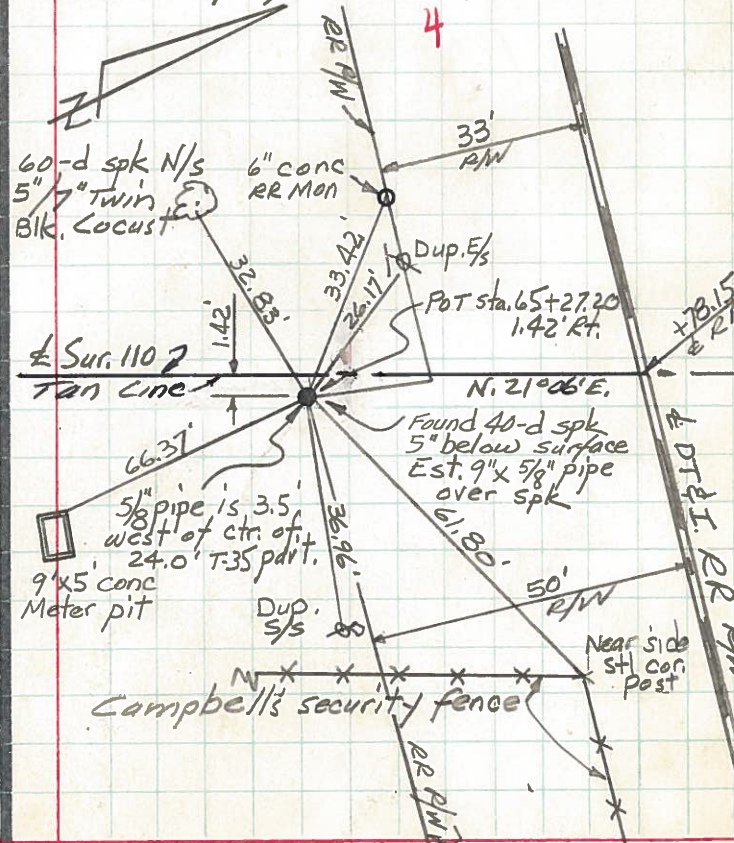 4
RR R/W
Z
33'
R/W
60-d spk N/s
5"/7" Twin
Blk. Locust
6" conc
RR Mon
Dup. E/s
32.83'
33.42'
26.17'
1.42'
POT sta. 65+27.20
1.42' Rt.
+78.15
₵ Sur. 110
Tan Line
N. 21°06' E.
Found 40-d spk
5" below surface
Est. 9" x 5/8" pipe
over spk
66.37'
5/8" pipe is 3.5'
west of ctr. of
24.0' T-35 pvt.
36.96'
61.80'
₵ DT&I. RR
9'x5' conc
Meter pit
Dup.
S/s
50'
R/W
Near side
stl cor.
post
Campbell's security fence
RR R/W